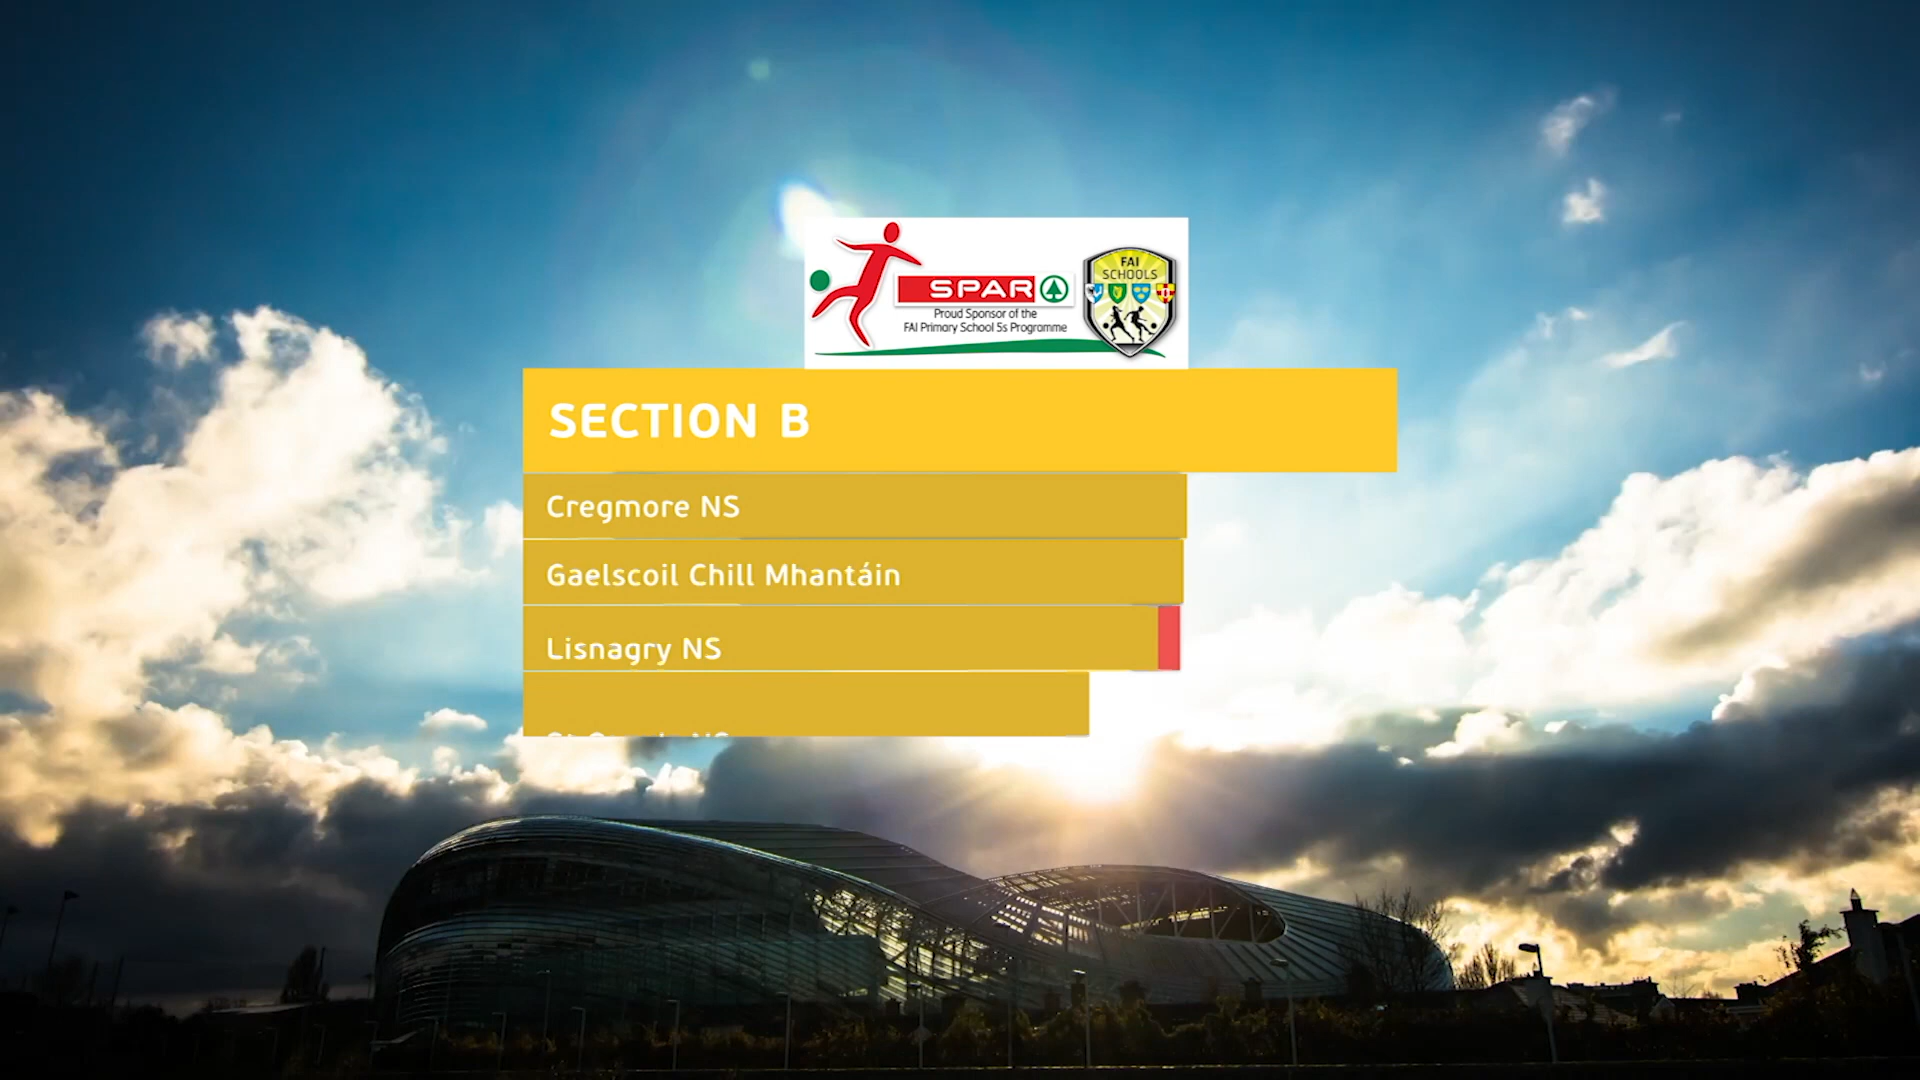 SPAR
Proud Sponsor of the
FAI Primary School 5s Programme
FAI
SCHOOLS
SECTION B
Cregmore NS
Gaelscoil Chill Mhantáin
Lisnagry NS
NS